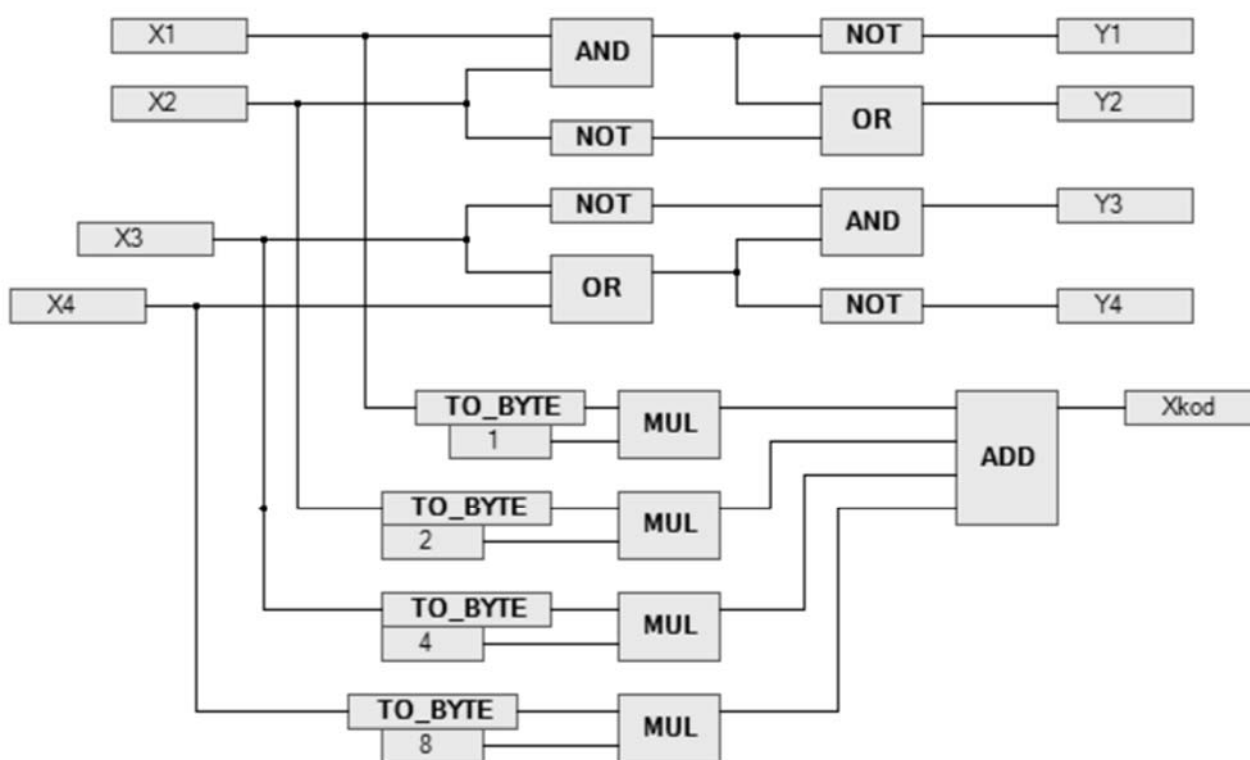 X1 AND NOT Y1
X2 NOT OR Y2
X3 NOT AND Y3
X4 OR NOT Y4
TO_BYTE MUL ADD Xkod
1
TO_BYTE MUL
2
TO_BYTE MUL
4
TO_BYTE MUL
8